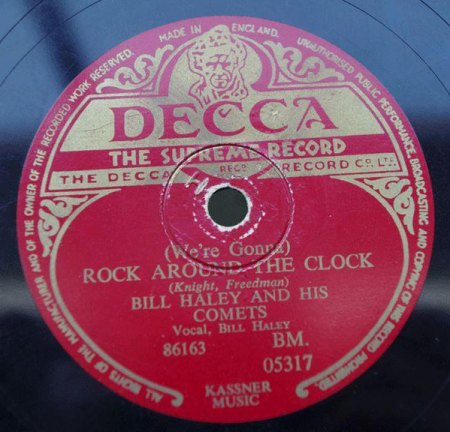 MADE IN ENGLAND.
ALL RIGHTS OF THE MANUFACTURER AND OF THE OWNER OF THE RECORDED WORK RESERVED.
UNAUTHORISED PUBLIC PERFORMANCE, BROADCASTING AND COPYING OF THE RECORD PROHIBITED.
DECCA
THE SUPREME RECORD
THE DECCA RECORD CO. LTD.
RECD
(We're Gonna)
ROCK AROUND THE CLOCK
(Knight, Freedman)
BILL HALEY AND HIS
COMETS
Vocal, BILL HALEY
86163 BM.
05317
KASSNER
MUSIC